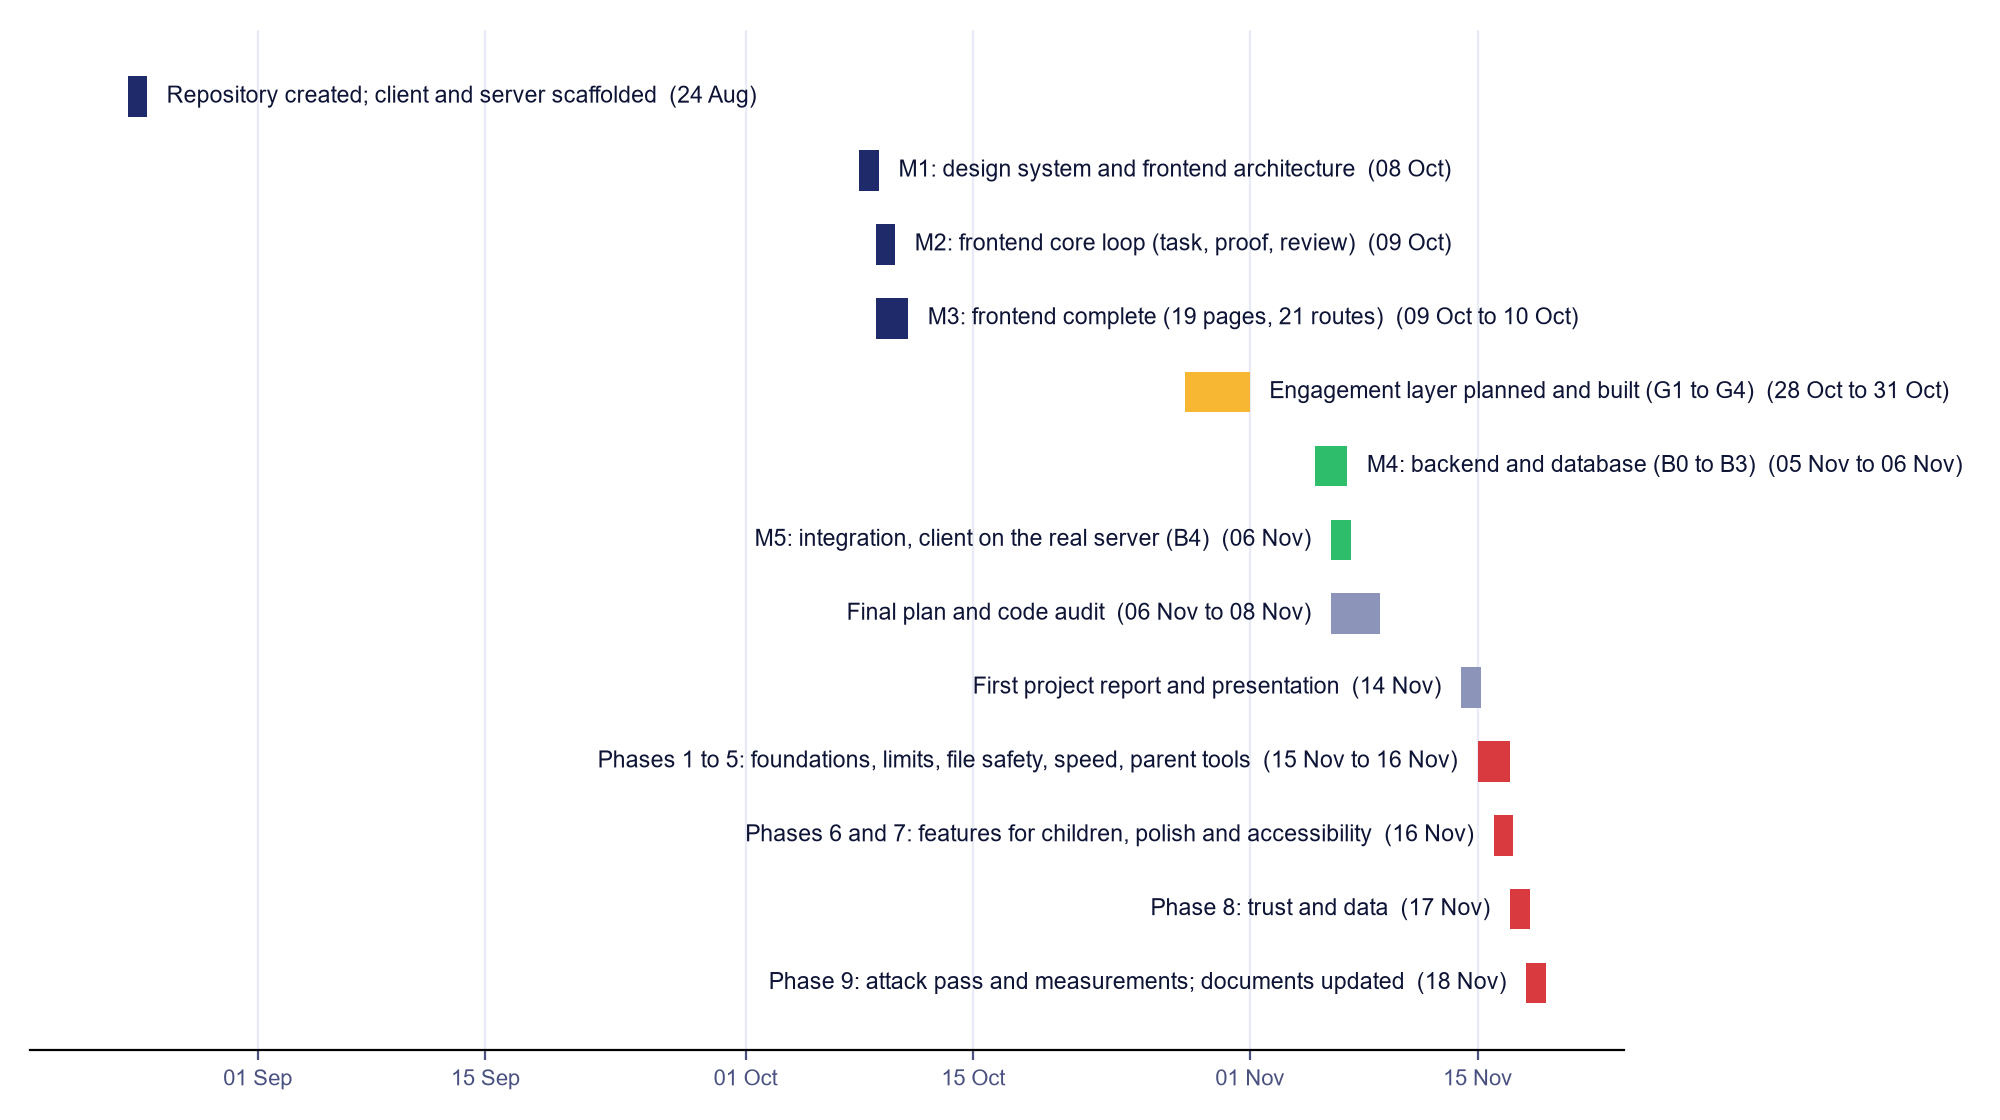 Repository created; client and server scaffolded (24 Aug)
M1: design system and frontend architecture (08 Oct)
M2: frontend core loop (task, proof, review) (09 Oct)
M3: frontend complete (19 pages, 21 routes) (09 Oct to 10 Oct)
Engagement layer planned and built (G1 to G4) (28 Oct to 31 Oct)
M4: backend and database (B0 to B3) (05 Nov to 06 Nov)
M5: integration, client on the real server (B4) (06 Nov)
Final plan and code audit (06 Nov to 08 Nov)
First project report and presentation (14 Nov)
Phases 1 to 5: foundations, limits, file safety, speed, parent tools (15 Nov to 16 Nov)
Phases 6 and 7: features for children, polish and accessibility (16 Nov)
Phase 8: trust and data (17 Nov)
Phase 9: attack pass and measurements; documents updated (18 Nov)
01 Sep 15 Sep 01 Oct 15 Oct 01 Nov 15 Nov